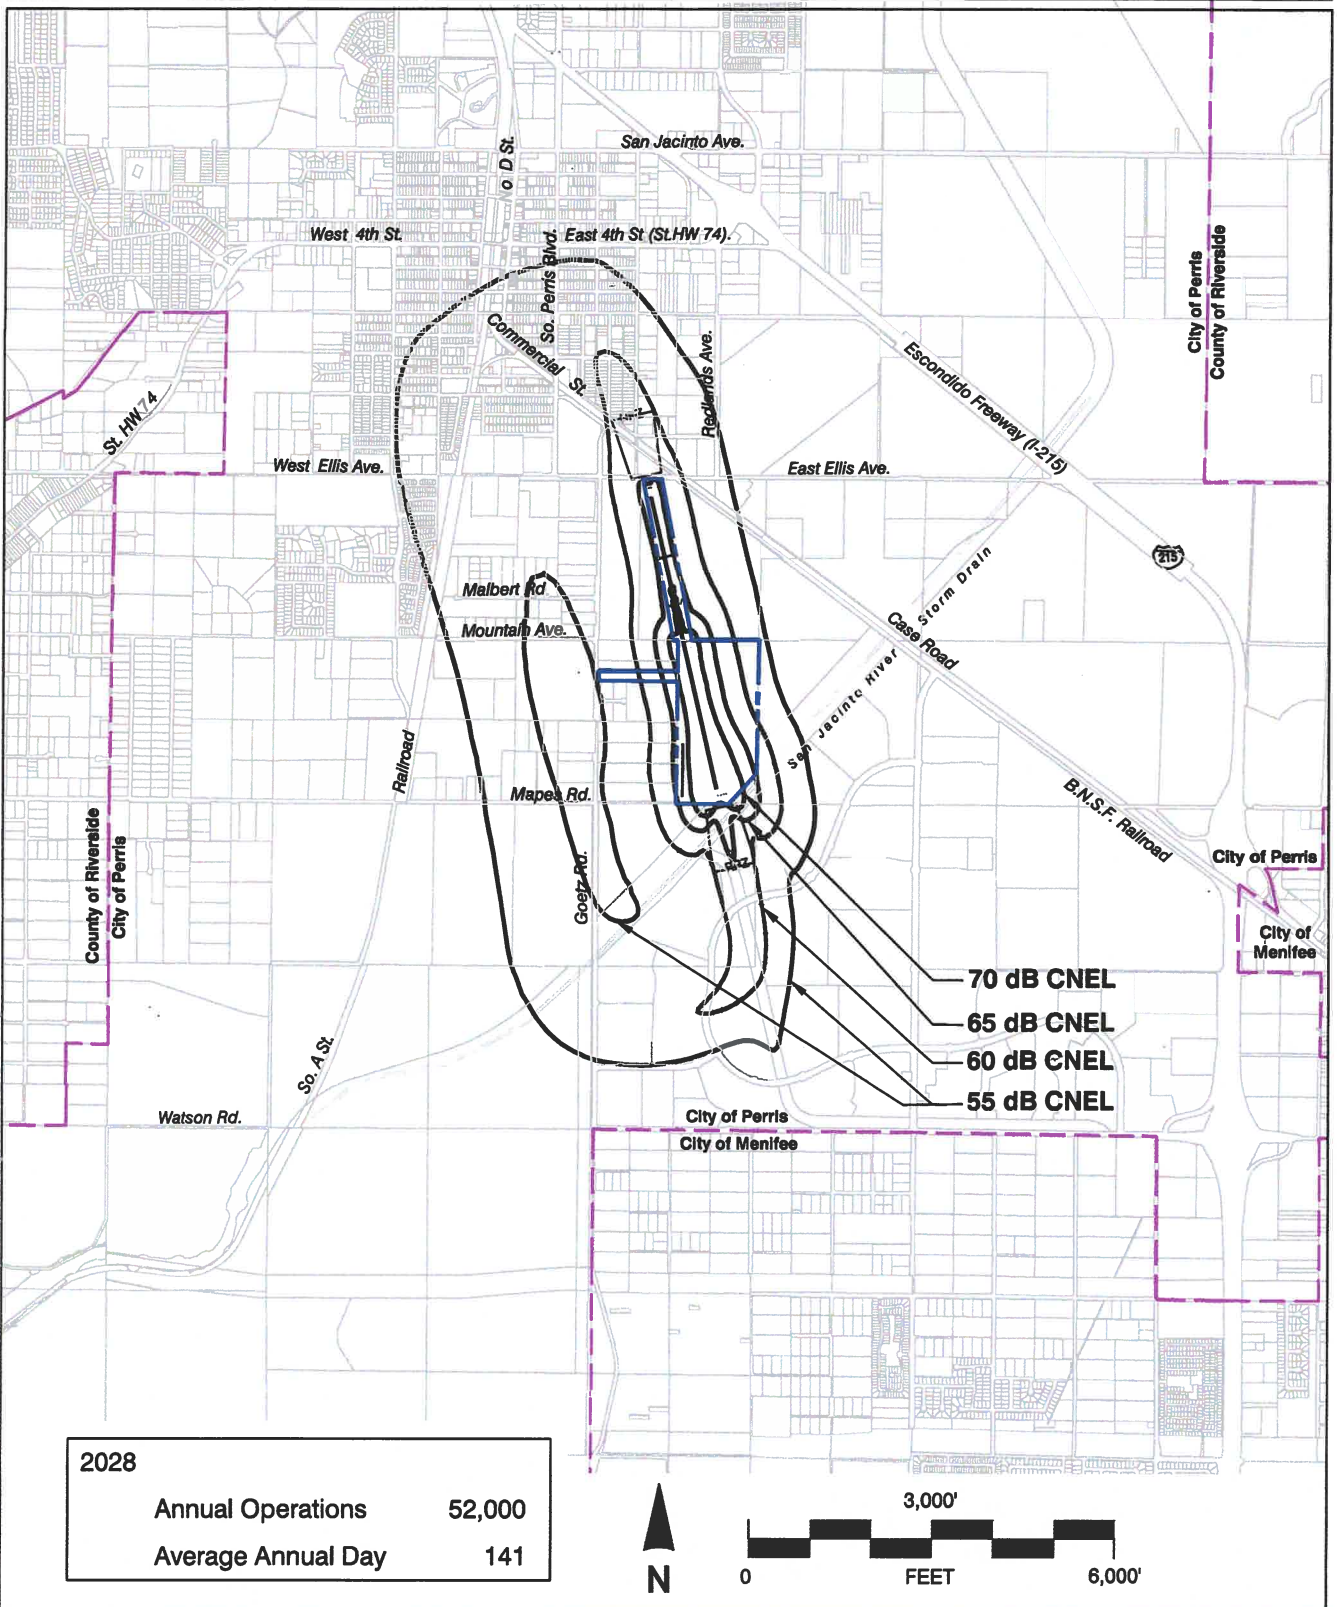 San Jacinto Ave.
o D St.
West 4th St.
So. Perris Blvd.
East 4th St (St.HW 74).
City of Perris
County of Riverside
Commercial St.
Redlands Ave.
Escondido Freeway (I-215)
St. HW 74
West Ellis Ave.
East Ellis Ave.
215
Malbert Rd
Mountain Ave.
San Jacinto River Storm Drain
Case Road
Railroad
Mapes Rd.
B.N.S.F. Railroad
Goetz Rd.
County of Riverside
City of Perris
City of Perris
City of
Menifee
70 dB CNEL
65 dB CNEL
60 dB CNEL
55 dB CNEL
So. A St.
Watson Rd.
City of Perris
City of Menifee
2028
Annual Operations 52,000
Average Annual Day 141
N
3,000'
0 FEET 6,000'